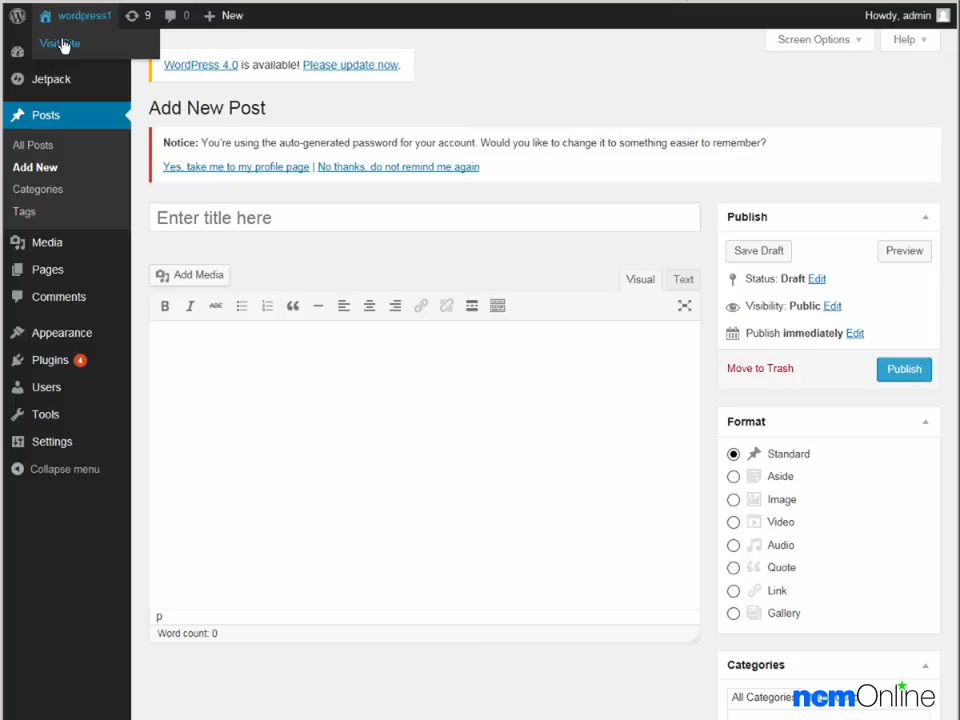 wordpress1 9 0 New Howdy, admin
Visit Site
Screen Options Help
WordPress 4.0 is available! Please update now.
Jetpack
Add New Post
Posts
All Posts
Add New
Categories
Tags
Notice: You're using the auto-generated password for your account. Would you like to change it to something easier to remember?
Yes, take me to my profile page | No thanks, do not remind me again
Media
Pages
Comments
Appearance
Plugins 4
Users
Tools
Settings
Collapse menu
Enter title here
Add Media
Visual Text
B I ABC
p
Word count: 0
Publish
Save Draft Preview
Status: Draft Edit
Visibility: Public Edit
Publish immediately Edit
Move to Trash Publish
Format
Standard
Aside
Image
Video
Audio
Quote
Link
Gallery
Categories
All Categories
ncmOnline